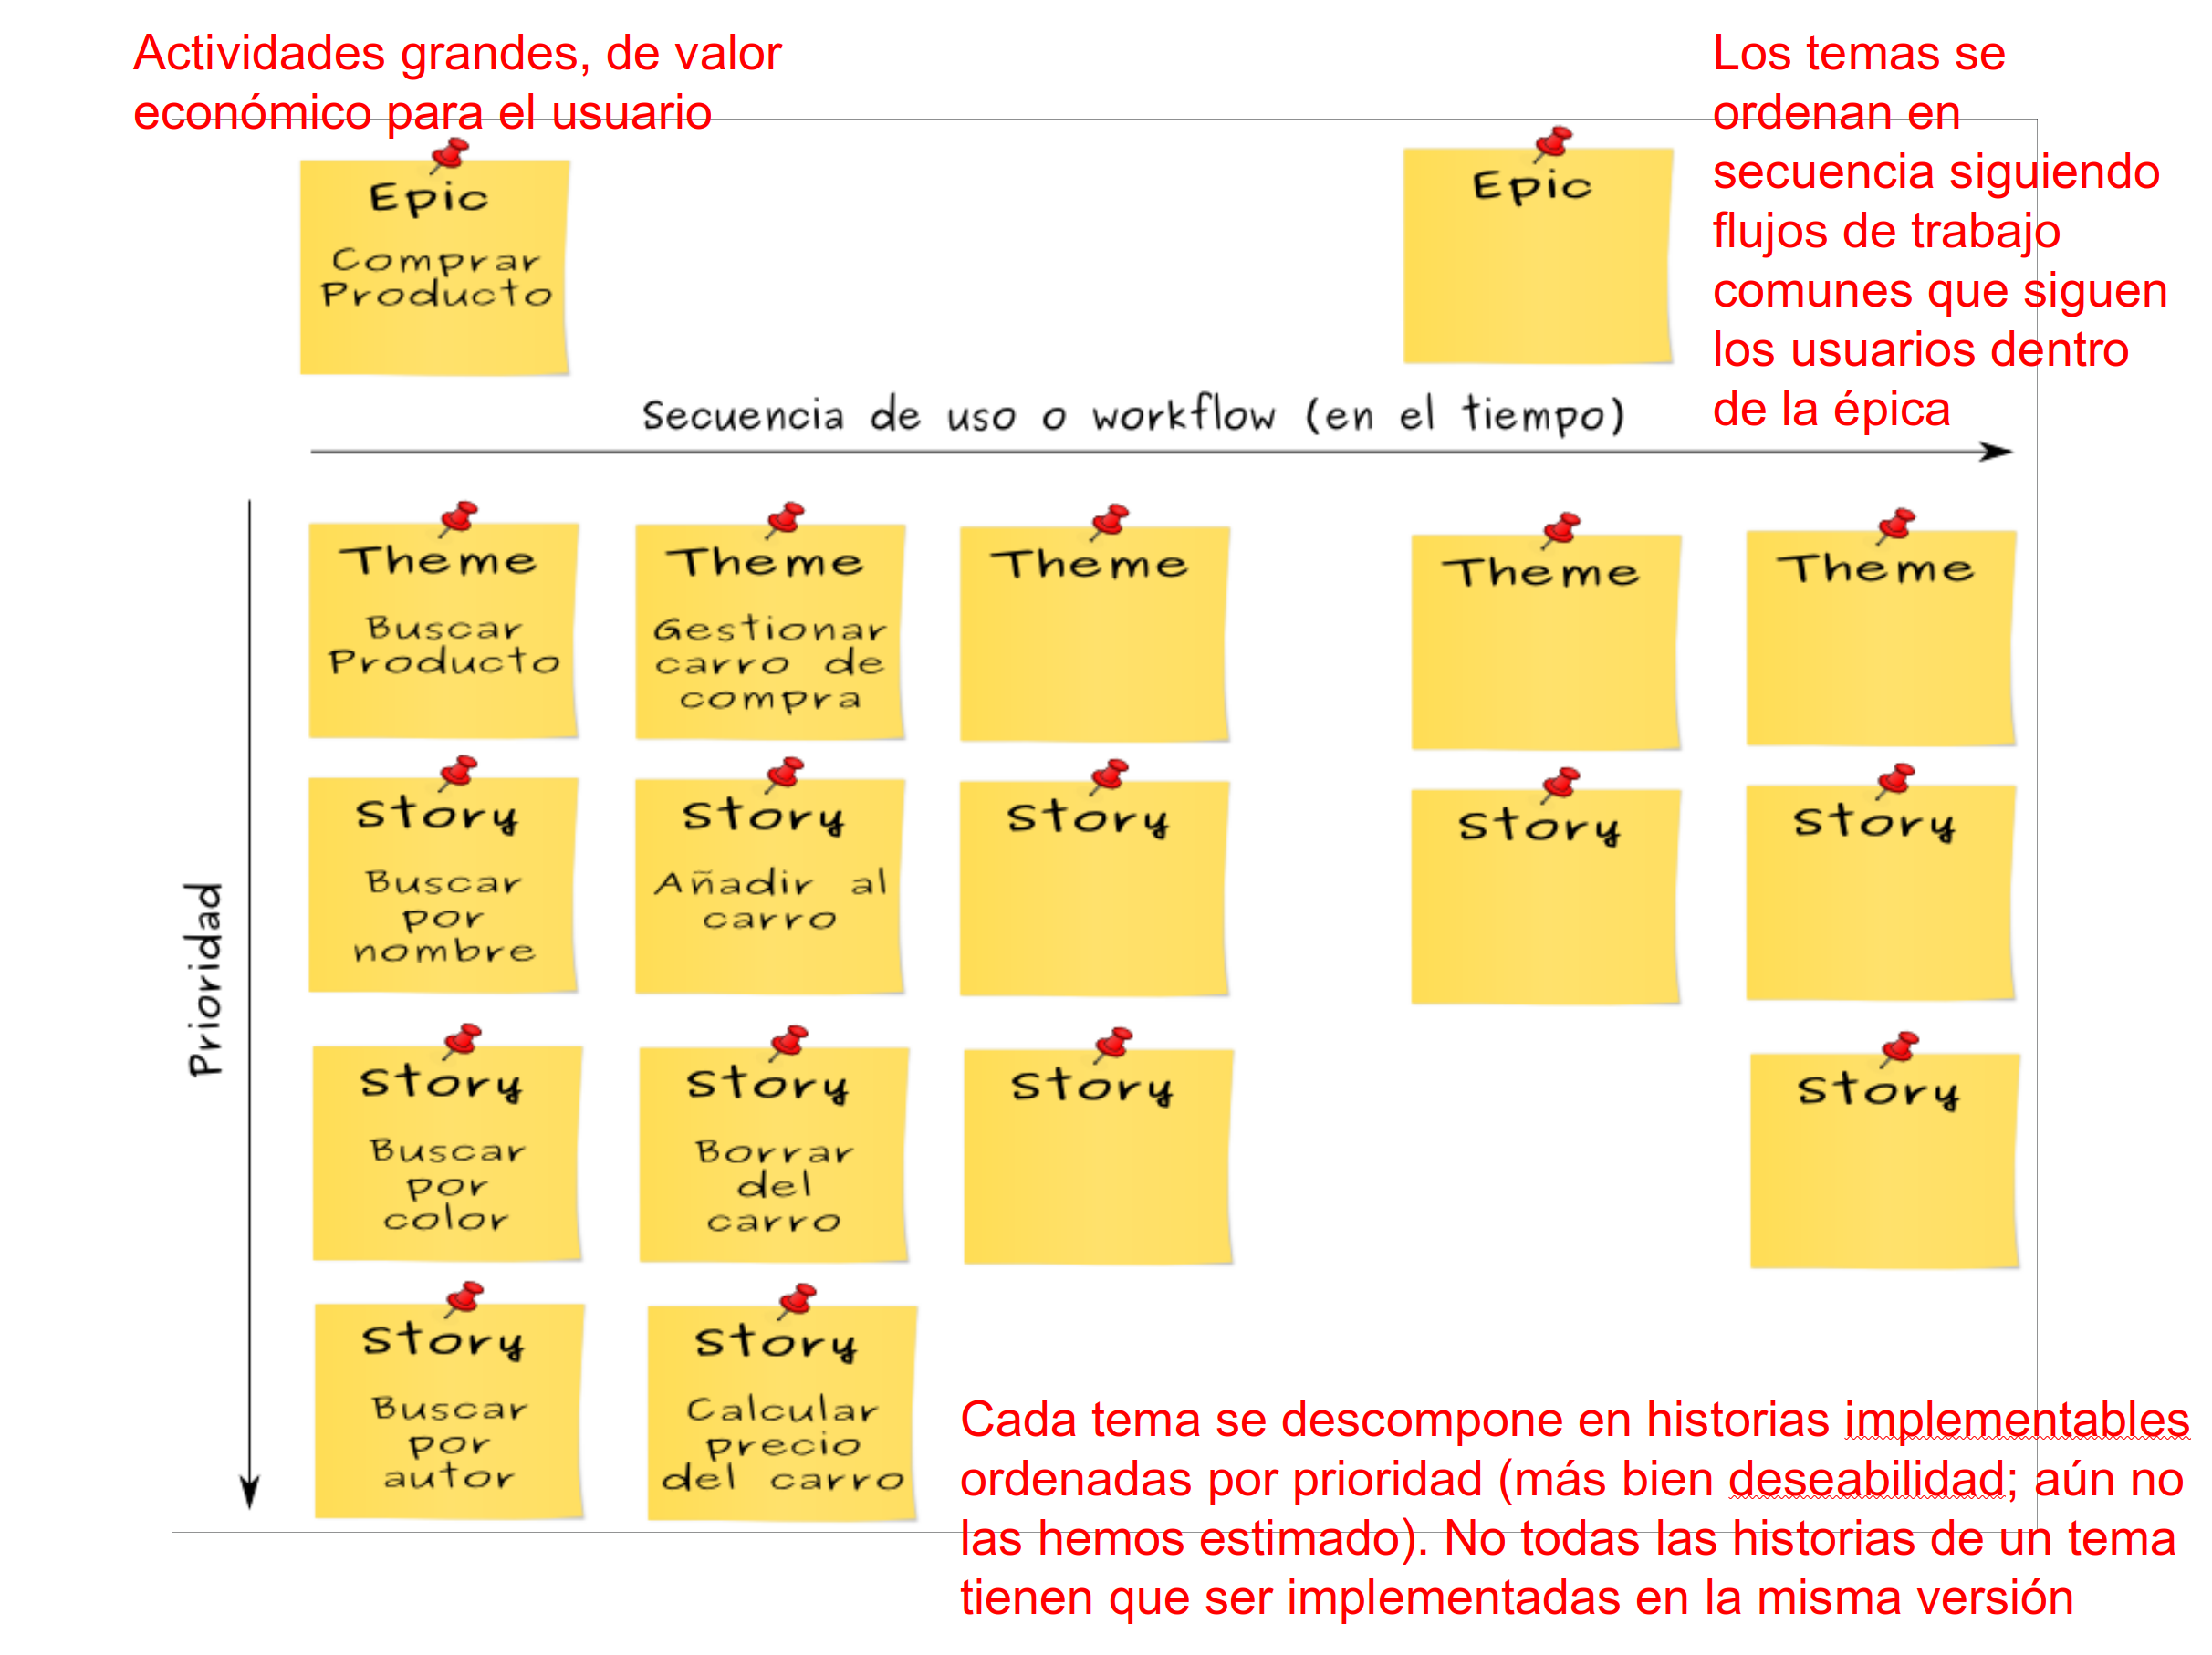 Actividades grandes, de valor
económico para el usuario
Los temas se
ordenan en
secuencia siguiendo
flujos de trabajo
comunes que siguen
los usuarios dentro
de la épica
Epic
Comprar
Producto
Epic
Secuencia de uso o workflow (en el tiempo)
Prioridad
Theme
Buscar
Producto
Theme
Gestionar
carro de
compra
Theme
Theme
Theme
Story
Buscar
por
nombre
Story
Añadir al
carro
Story
Story
Story
Story
Buscar
por
color
Story
Borrar
del
carro
Story
Story
Story
Buscar
por
autor
Story
Calcular
precio
del carro
Cada tema se descompone en historias implementables
ordenadas por prioridad (más bien deseabilidad; aún no
las hemos estimado). No todas las historias de un tema
tienen que ser implementadas en la misma versión